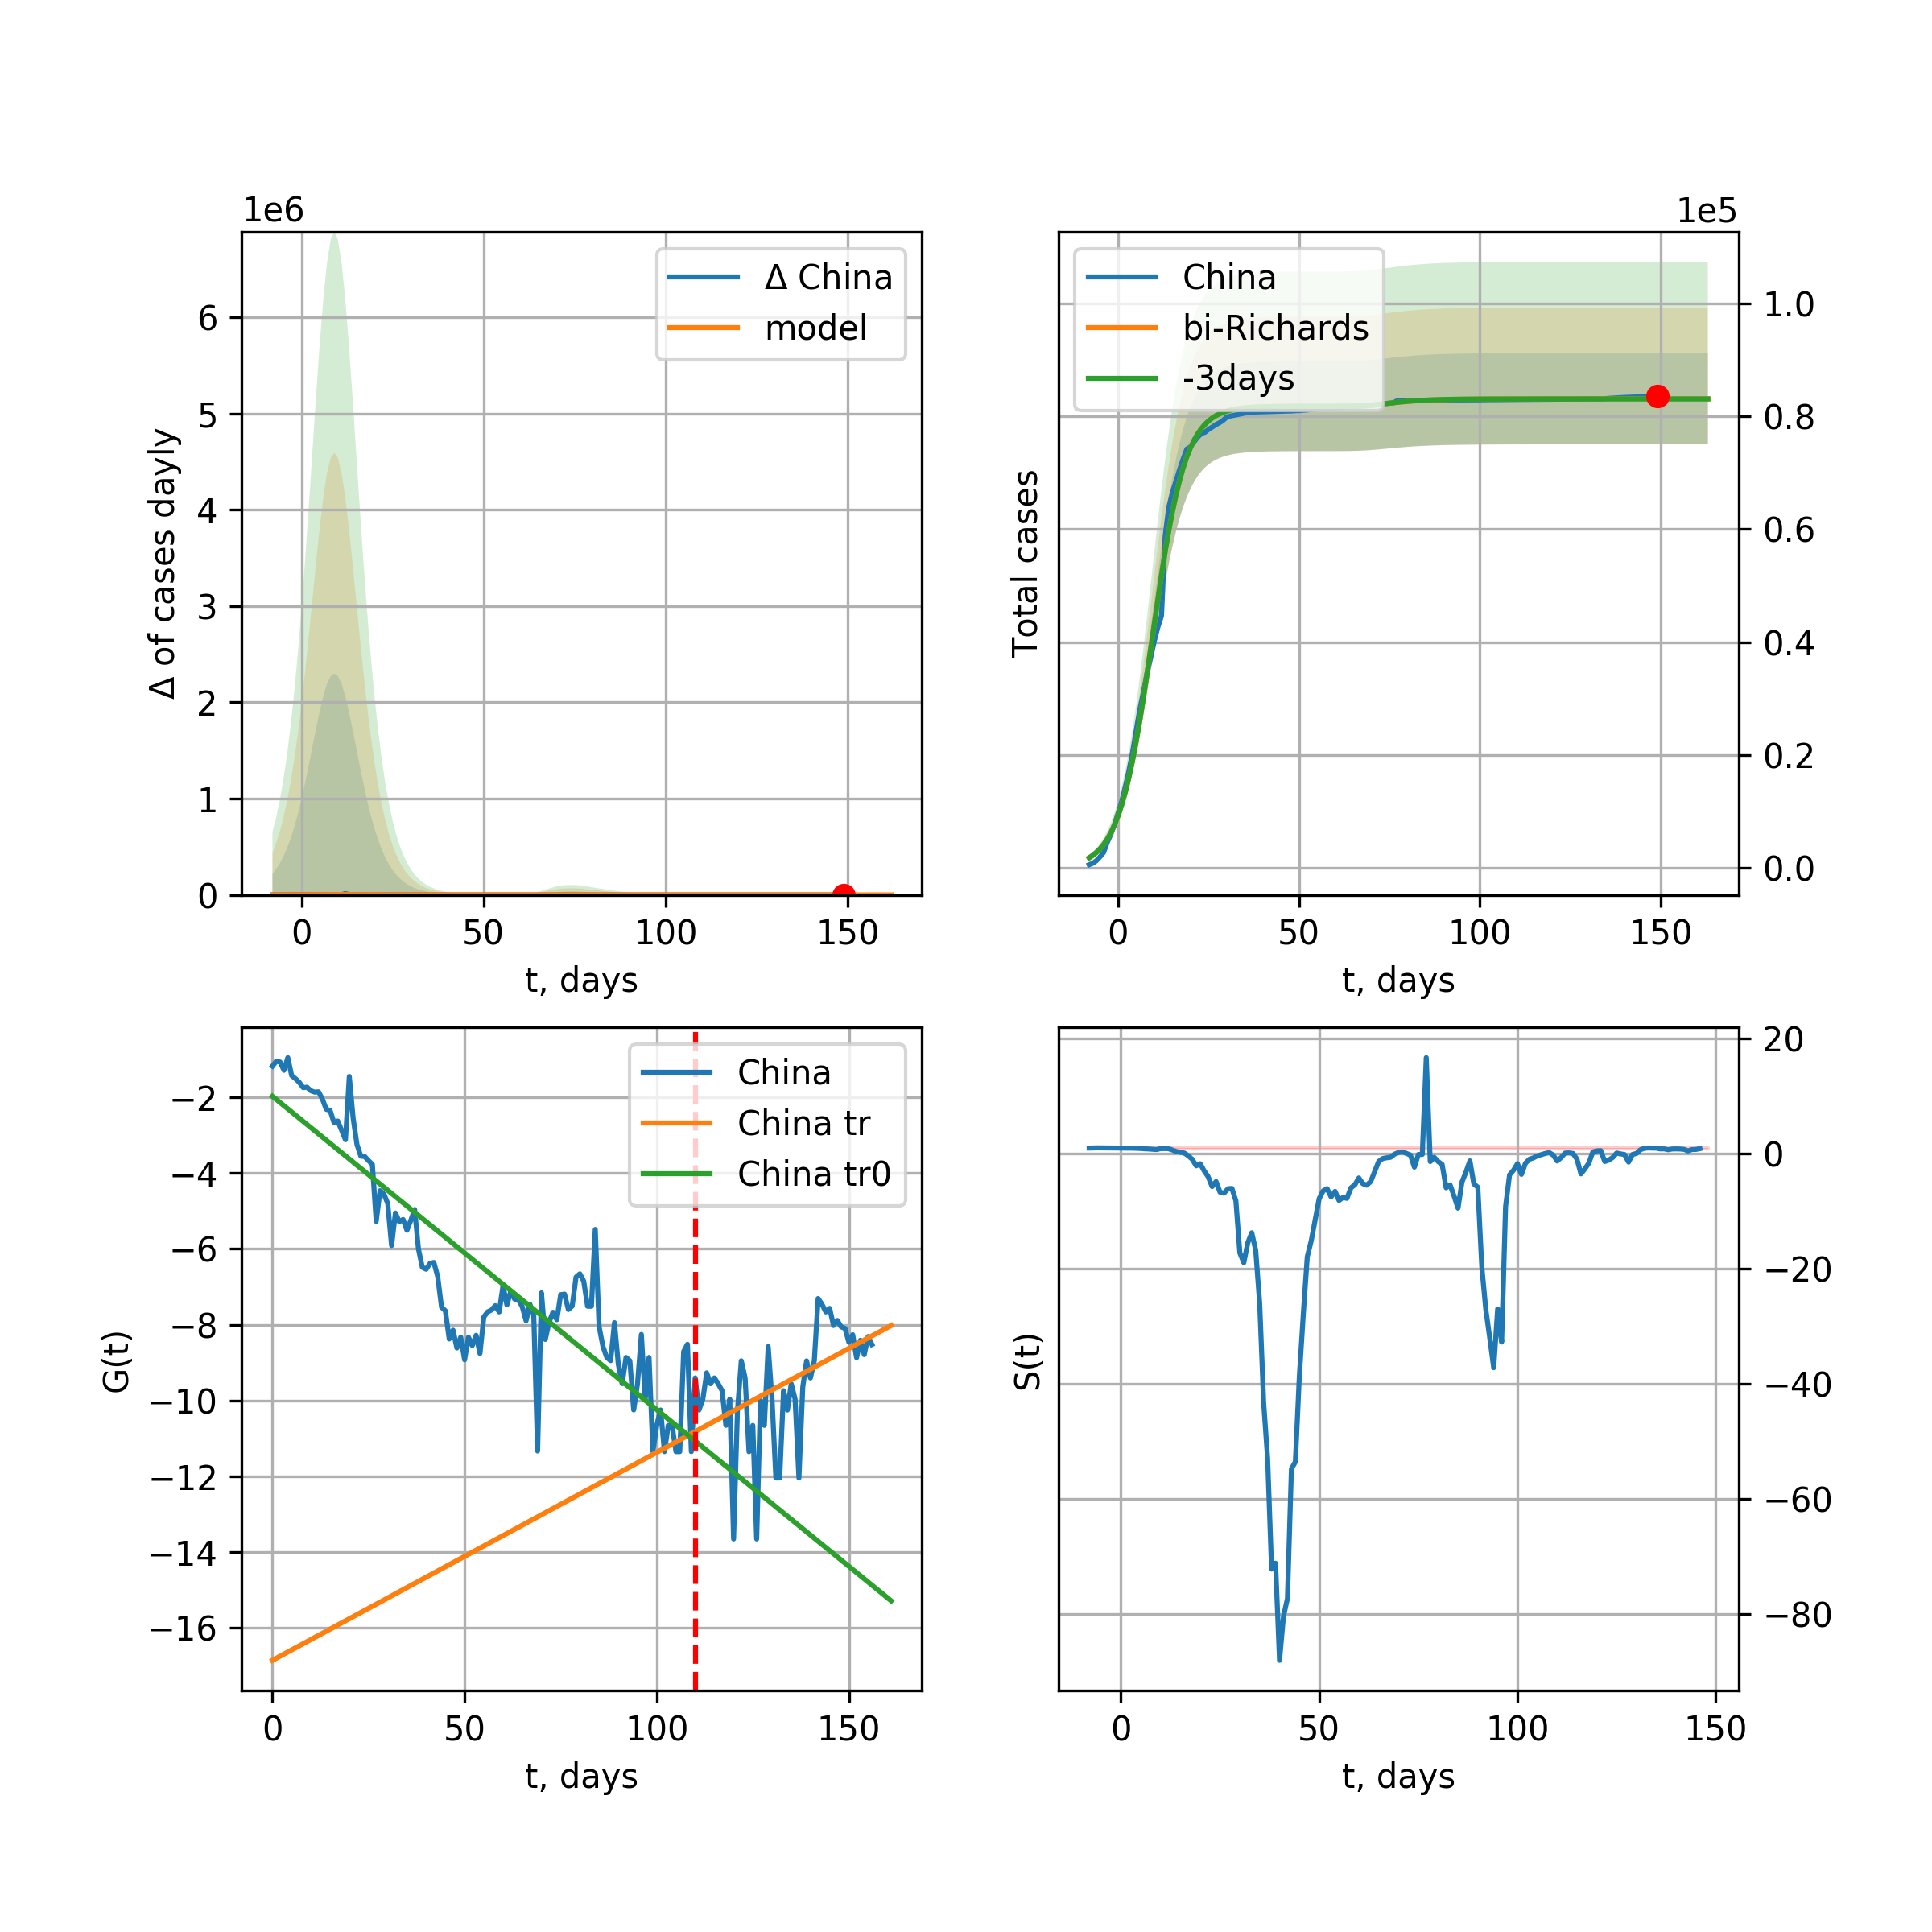 1e6
Δ of cases dayly
6
5
4
3
2
1
0
Δ China
model
0 50 100 150
t, days
1e5
Total cases
China
bi-Richards
-3days
1.0
0.8
0.6
0.4
0.2
0.0
0 50 100 150
t, days
G(t)
−2
−4
−6
−8
−10
−12
−14
−16
China
China tr
China tr0
0 50 100 150
t, days
S(t)
20
0
−20
−40
−60
−80
0 50 100 150
t, days